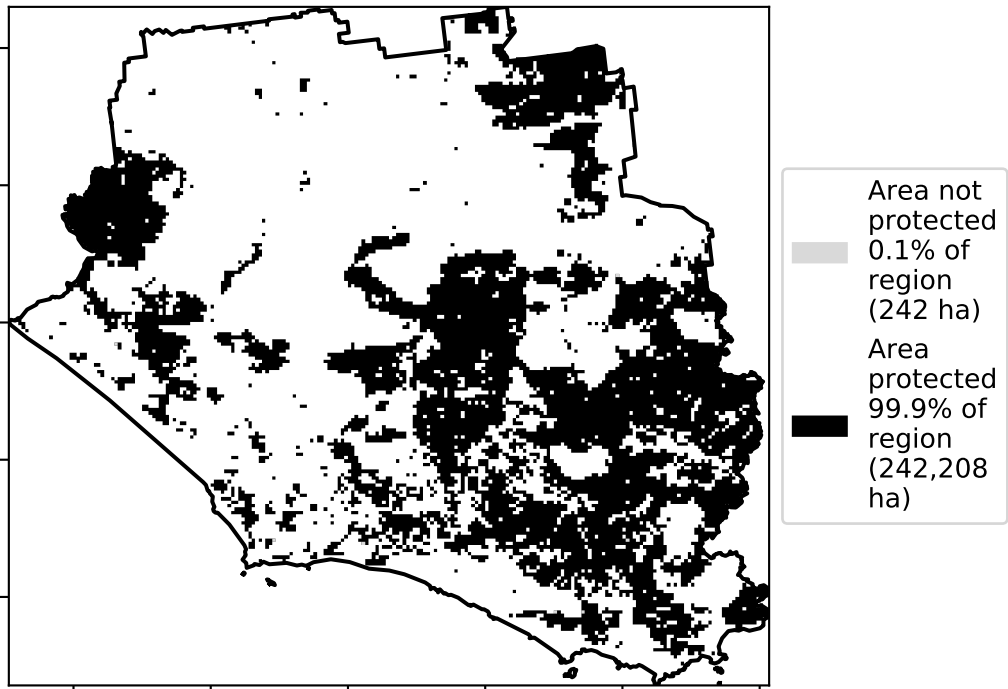 Area not
protected
0.1% of
region
(242 ha)
Area
protected
99.9% of
region
(242,208
ha)